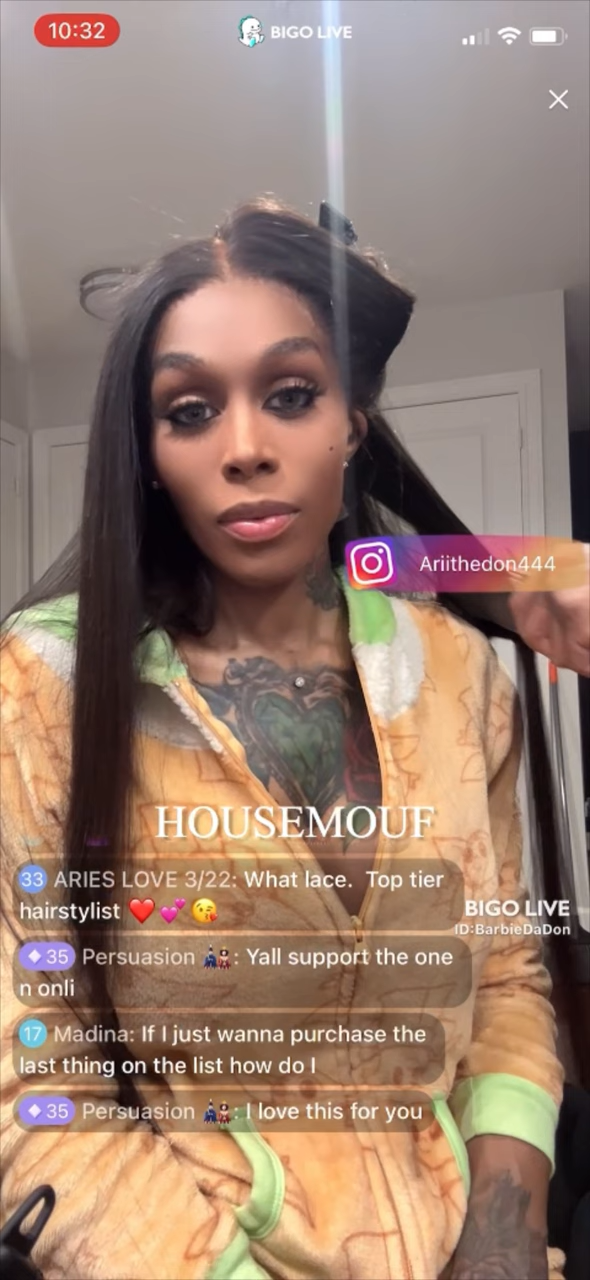 10:32
BIGO LIVE
Ariithedon444
HOUSEMOUF
33 ARIES LOVE 3/22: What lace. Top tier
hairstylist ❤️💕😘
BIGO LIVE
ID:BarbieDaDon
35 Persuasion: Yall support the one
n onli
17 Madina: If I just wanna purchase the
last thing on the list how do I
35 Persuasion: I love this for you